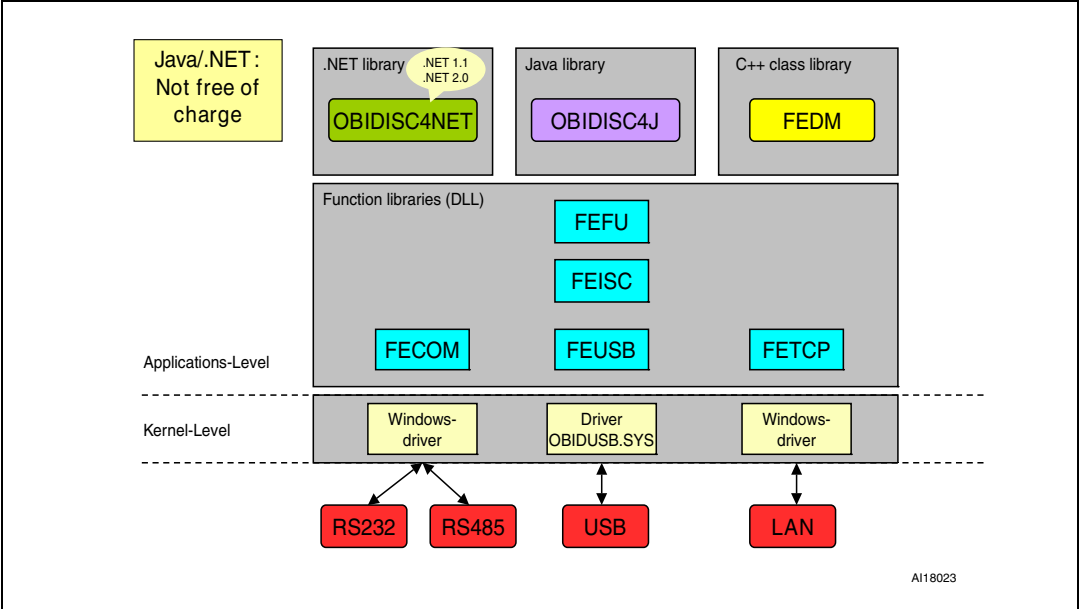 Java/.NET:
Not free of
charge
.NET library
.NET 1.1
.NET 2.0
OBIDISC4NET
Java library
OBIDISC4J
C++ class library
FEDM
Function libraries (DLL)
FEFU
FEISC
FECOM
FEUSB
FETCP
Applications-Level
Kernel-Level
Windows-
driver
Driver
OBIDUSB.SYS
Windows-
driver
RS232
RS485
USB
LAN
AI18023